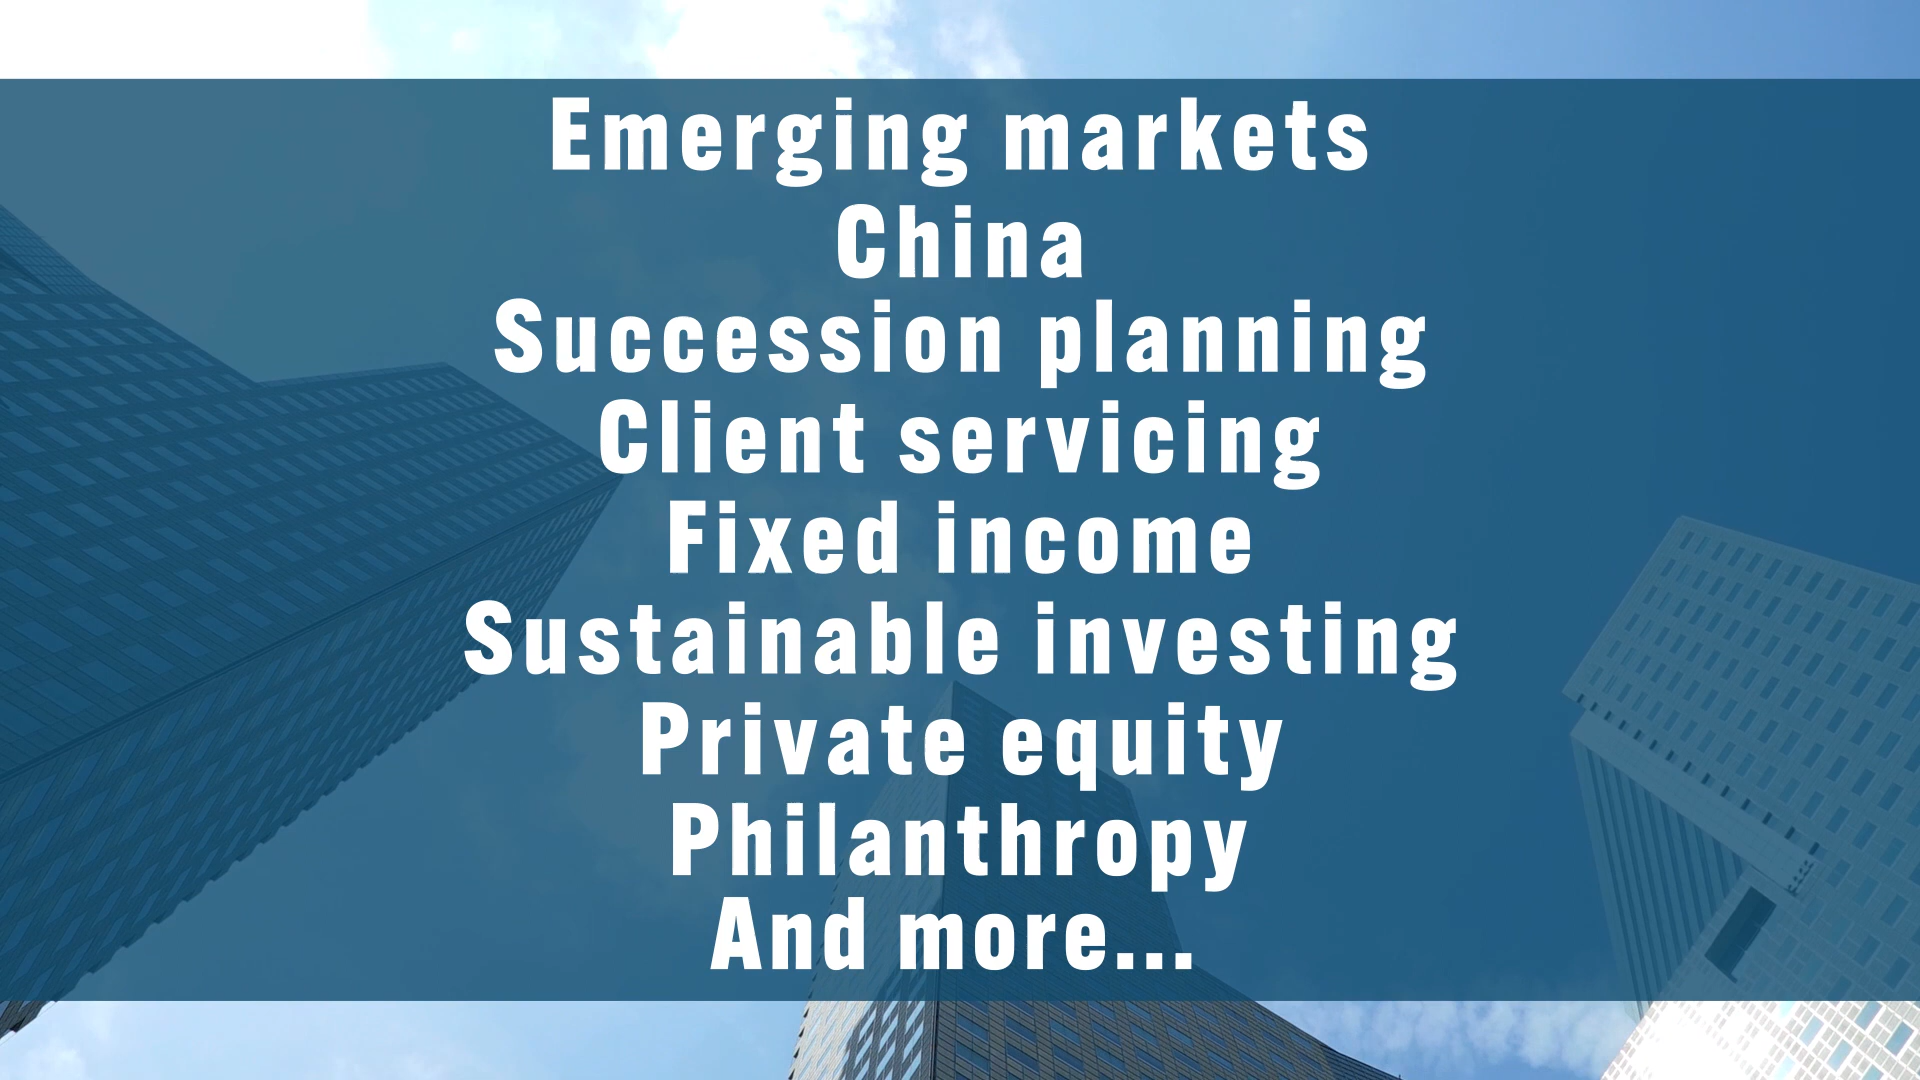 Emerging markets
China
Succession planning
Client servicing
Fixed income
Sustainable investing
Private equity
Philanthropy
And more...